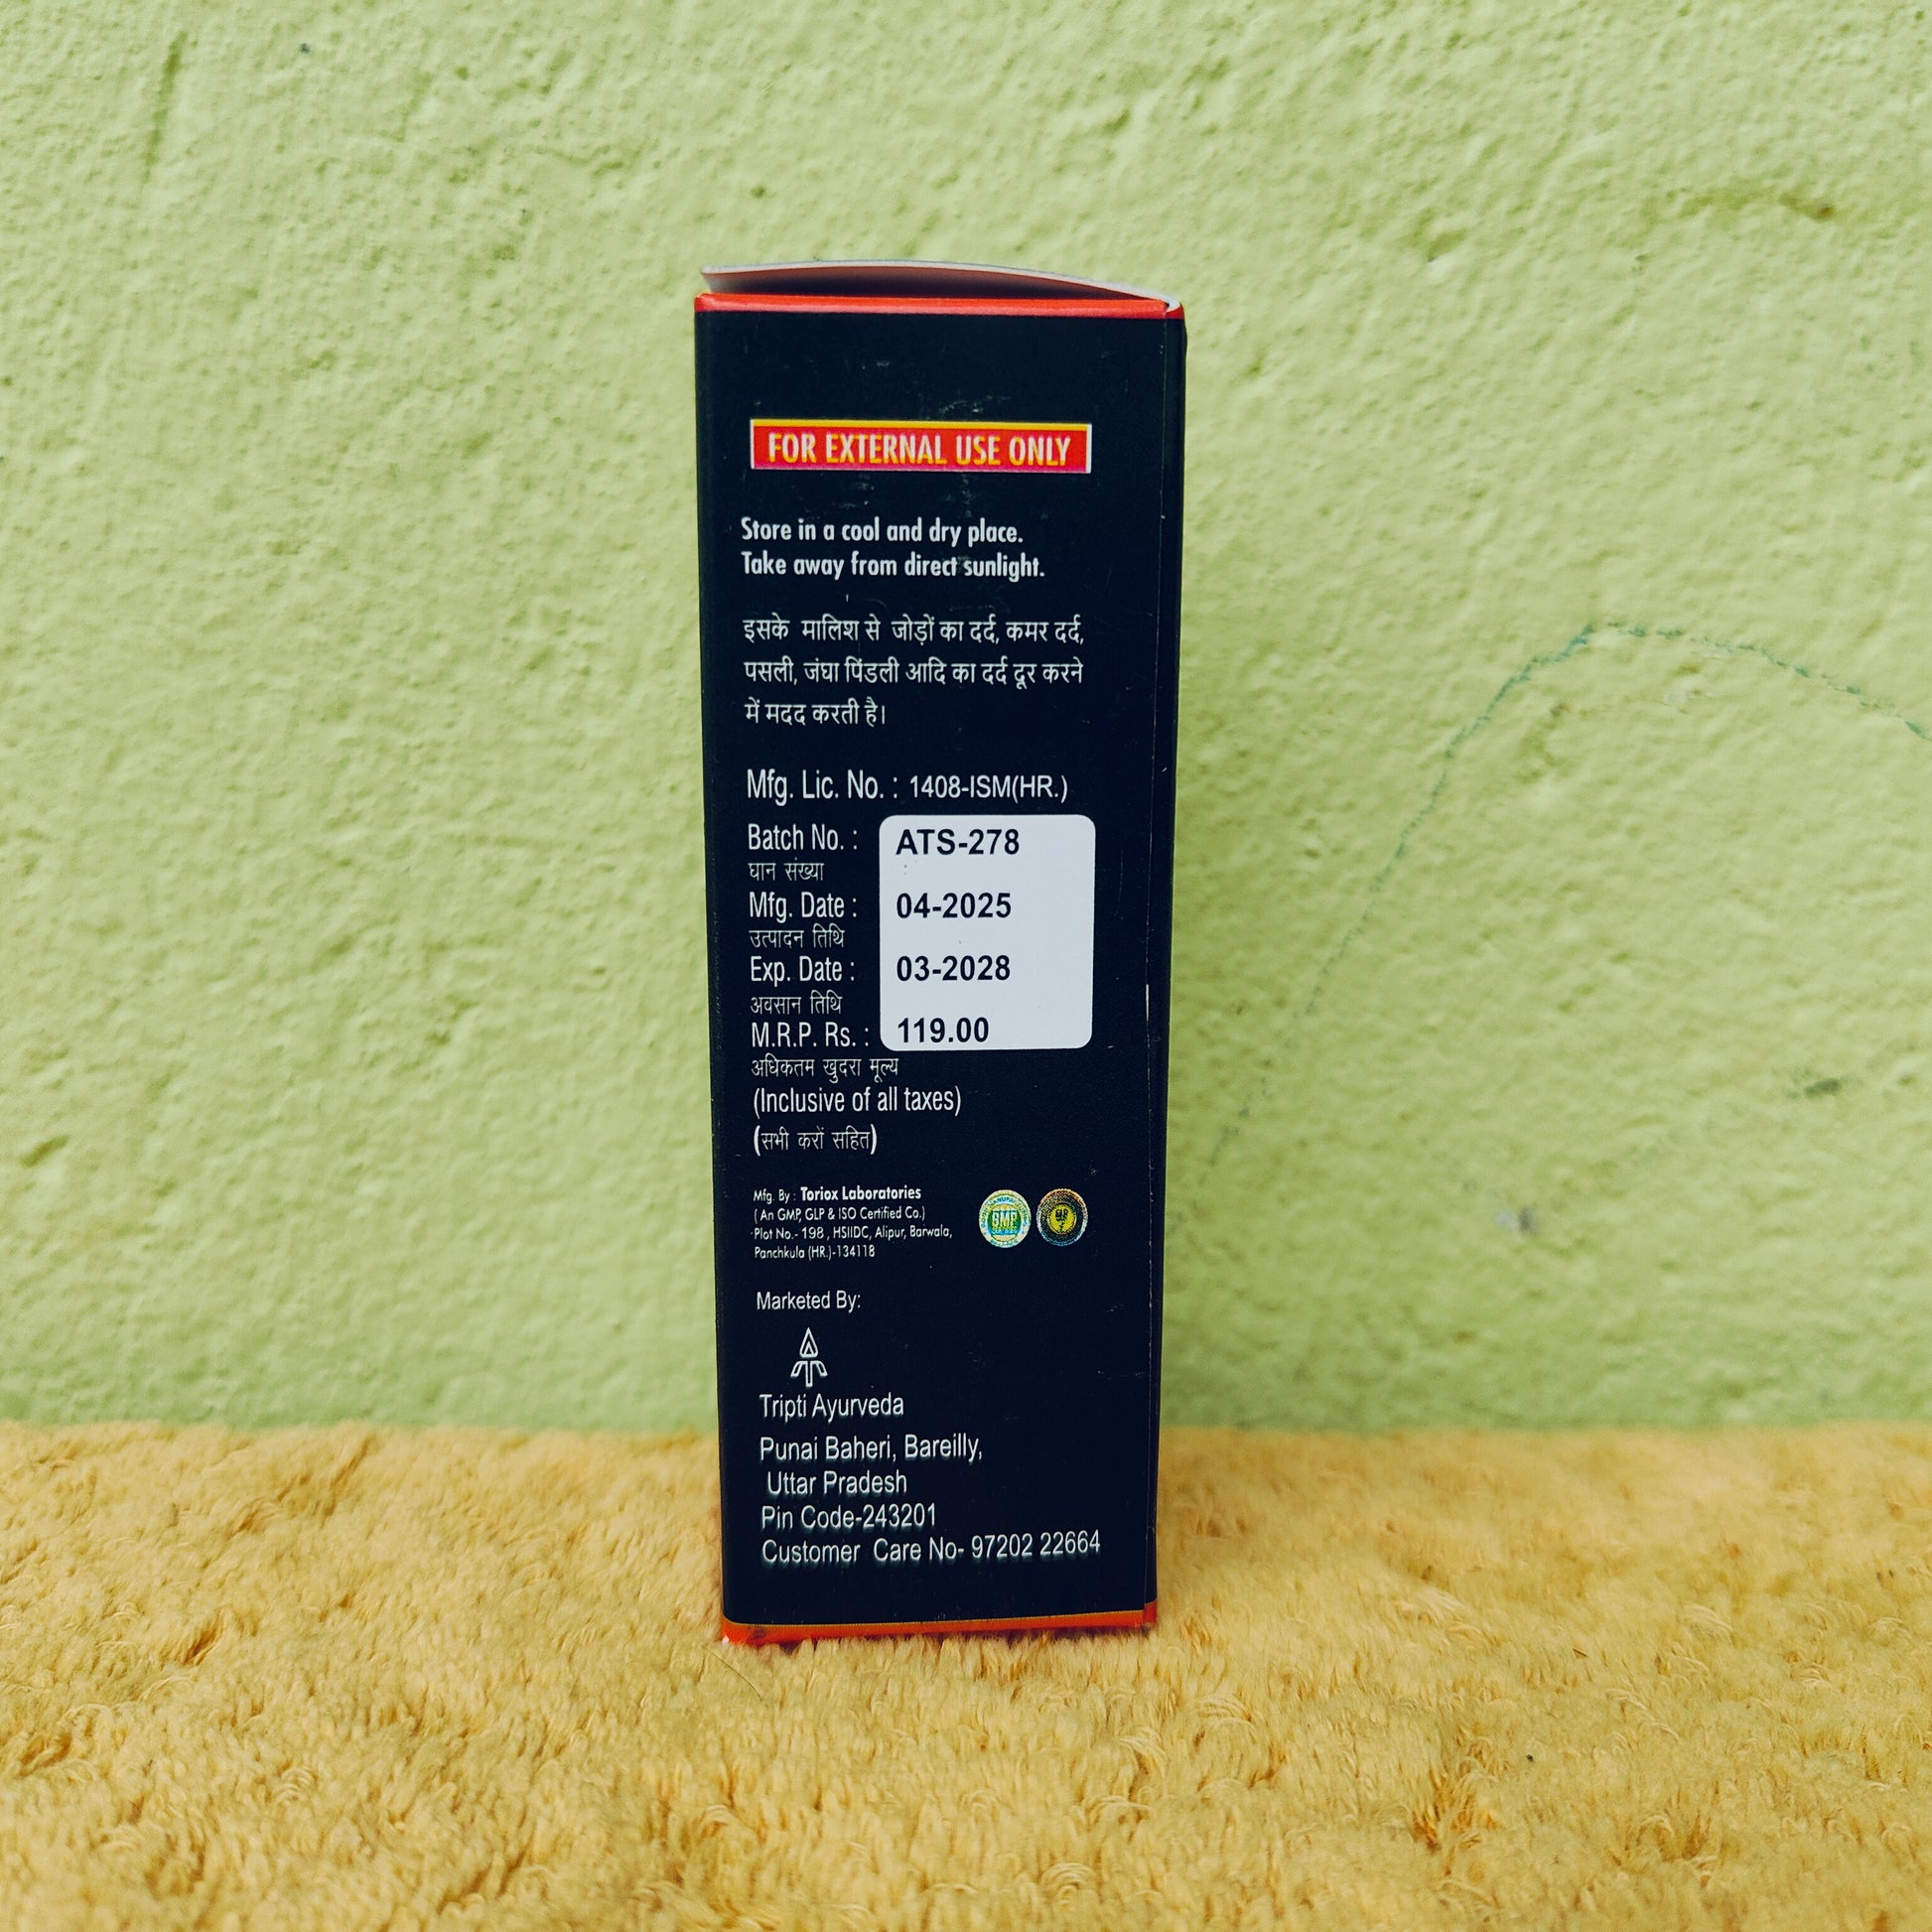 FOR EXTERNAL USE ONLY
Store in a cool and dry place.
Take away from direct sunlight.
इसके मालिश से जोड़ों का दर्द, कमर दर्द,
पसली, जंघा पिंडली आदि का दर्द दूर करने
में मदद करती है।
Mfg. Lic. No. : 1408-ISM(HR.)
Batch No. : ATS-278
घान संख्या
Mfg. Date : 04-2025
उत्पादन तिथि
Exp. Date : 03-2028
अवसान तिथि
M.R.P. Rs. : 119.00
अधिकतम खुदरा मूल्य
(Inclusive of all taxes)
(सभी करों सहित)
Mfg. By : Toriox Laboratories
( An GMP, GLP & ISO Certified Co.)
Plot No.- 198 , HSIIDC, Alipur, Barwala,
Panchkula (HR.)-134118
GMP
Marketed By:
Tripti Ayurveda
Punai Baheri, Bareilly,
Uttar Pradesh
Pin Code-243201
Customer Care No- 97202 22664